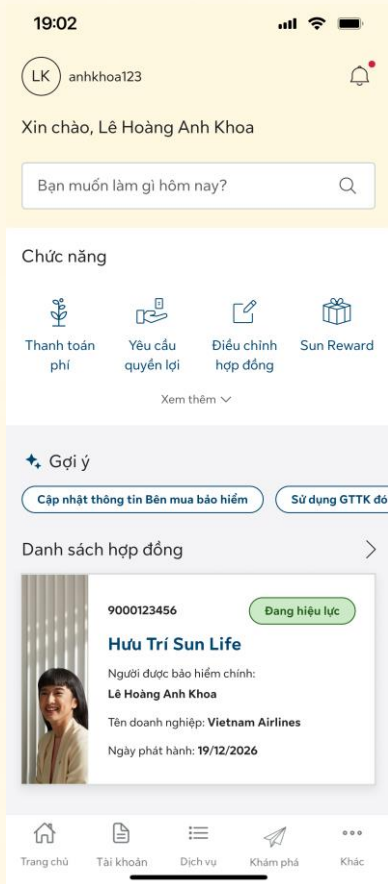 19:02
LK anhkhoa123
Xin chào, Lê Hoàng Anh Khoa
Bạn muốn làm gì hôm nay?
Chức năng
Thanh toán phí
Yêu cầu quyền lợi
Điều chỉnh hợp đồng
Sun Reward
Xem thêm
Gợi ý
Cập nhật thông tin Bên mua bảo hiểm
Sử dụng GTTK đó
Danh sách hợp đồng
9000123456
Đang hiệu lực
Hưu Trí Sun Life
Người được bảo hiểm chính:
Lê Hoàng Anh Khoa
Tên doanh nghiệp: Vietnam Airlines
Ngày phát hành: 19/12/2026
Trang chủ
Tài khoản
Dịch vụ
Khám phá
Khác